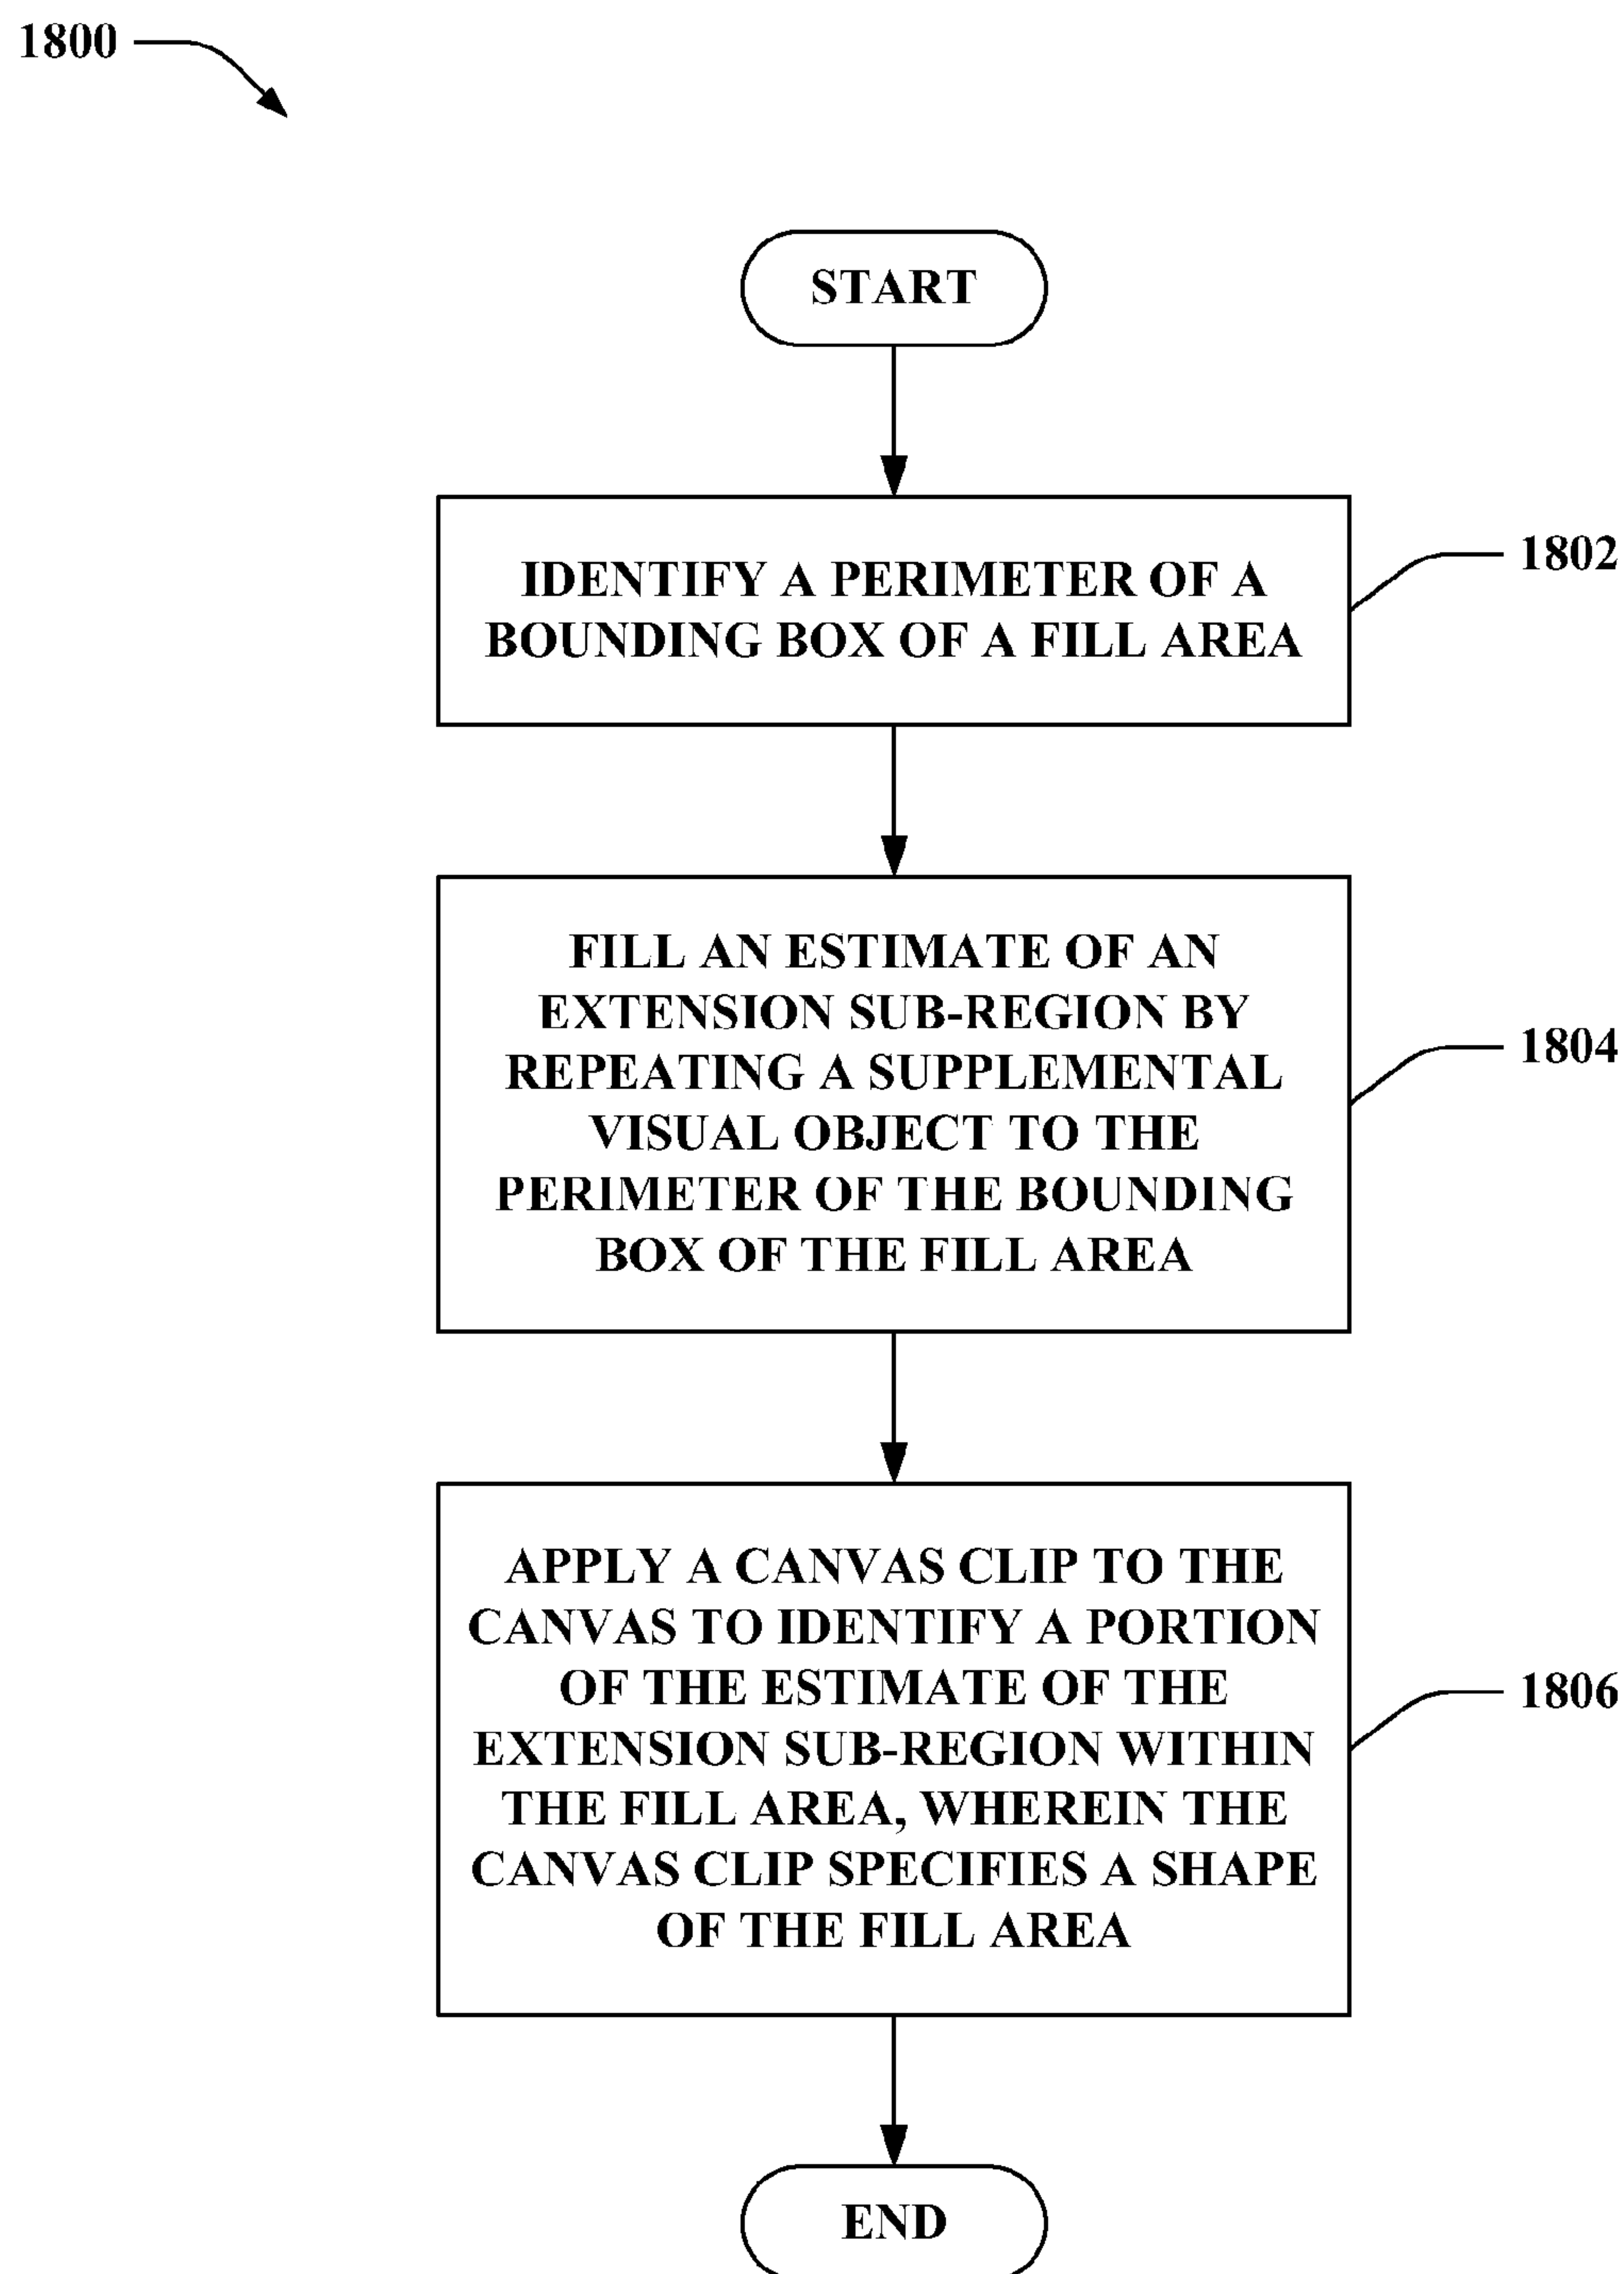 1800
START
IDENTIFY A PERIMETER OF A
BOUNDING BOX OF A FILL AREA
1802
FILL AN ESTIMATE OF AN
EXTENSION SUB-REGION BY
REPEATING A SUPPLEMENTAL
VISUAL OBJECT TO THE
PERIMETER OF THE BOUNDING
BOX OF THE FILL AREA
1804
APPLY A CANVAS CLIP TO THE
CANVAS TO IDENTIFY A PORTION
OF THE ESTIMATE OF THE
EXTENSION SUB-REGION WITHIN
THE FILL AREA, WHEREIN THE
CANVAS CLIP SPECIFIES A SHAPE
OF THE FILL AREA
1806
END